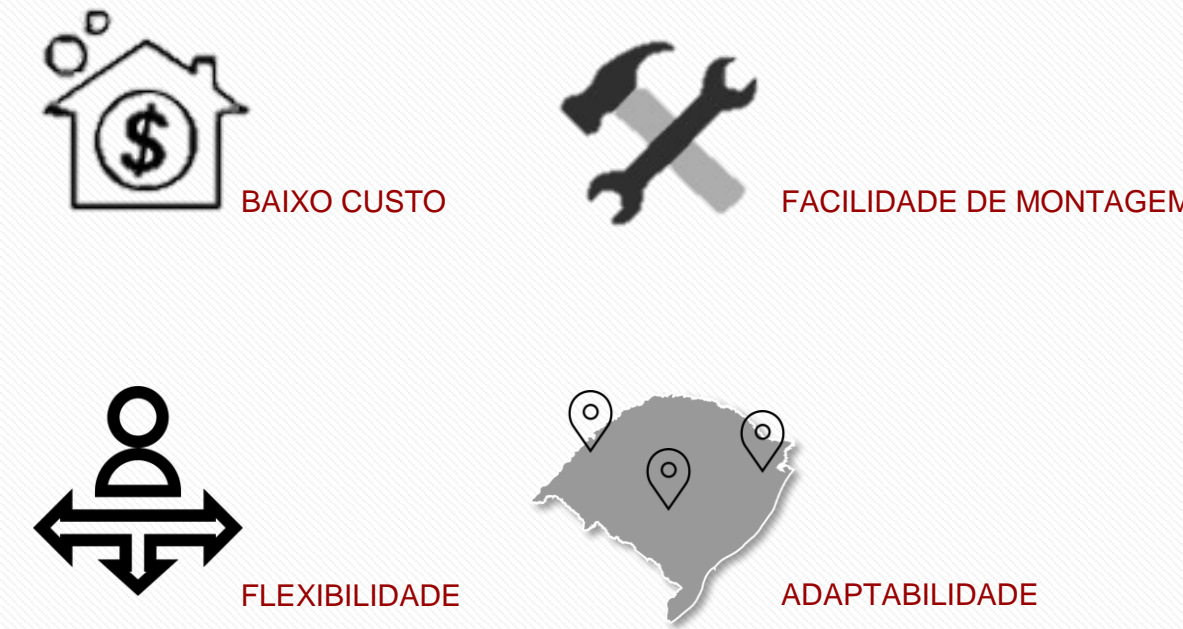 $
BAIXO CUSTO
FACILIDADE DE MONTAGEM
FLEXIBILIDADE
ADAPTABILIDADE